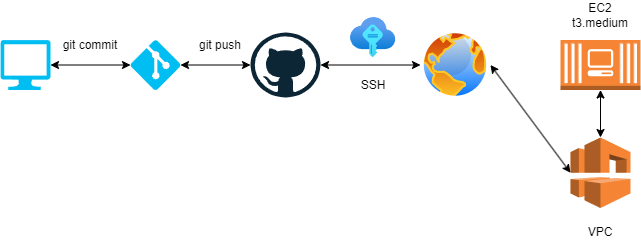 git commit
git push
SSH
EC2
t3.medium
VPC